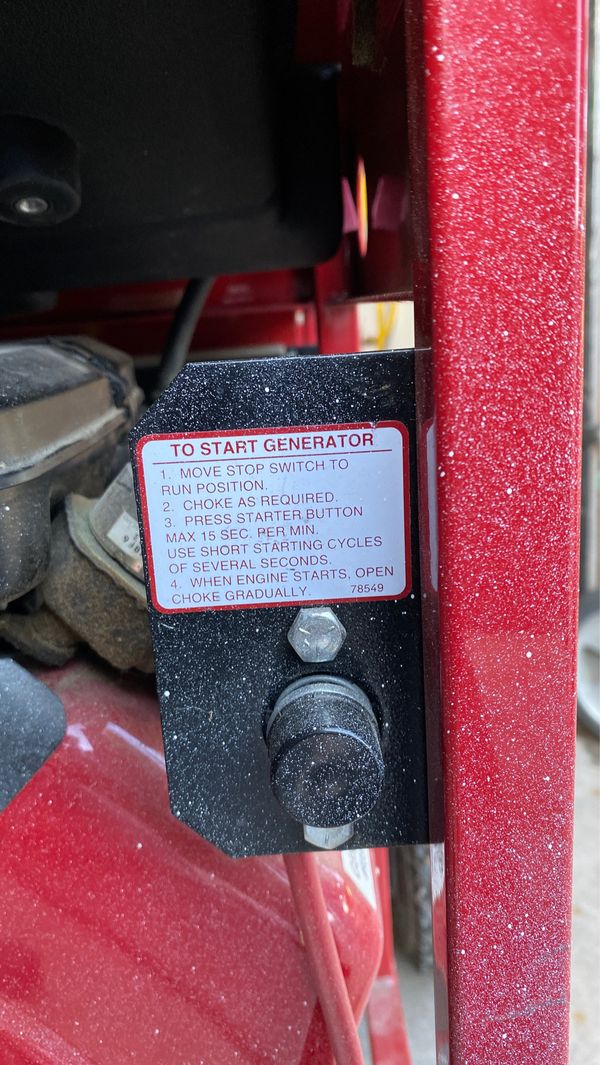 TO START GENERATOR
1. MOVE STOP SWITCH TO
RUN POSITION.
2. CHOKE AS REQUIRED.
3. PRESS STARTER BUTTON
MAX 15 SEC. PER MIN.
USE SHORT STARTING CYCLES
OF SEVERAL SECONDS.
4. WHEN ENGINE STARTS, OPEN
CHOKE GRADUALLY. 78549